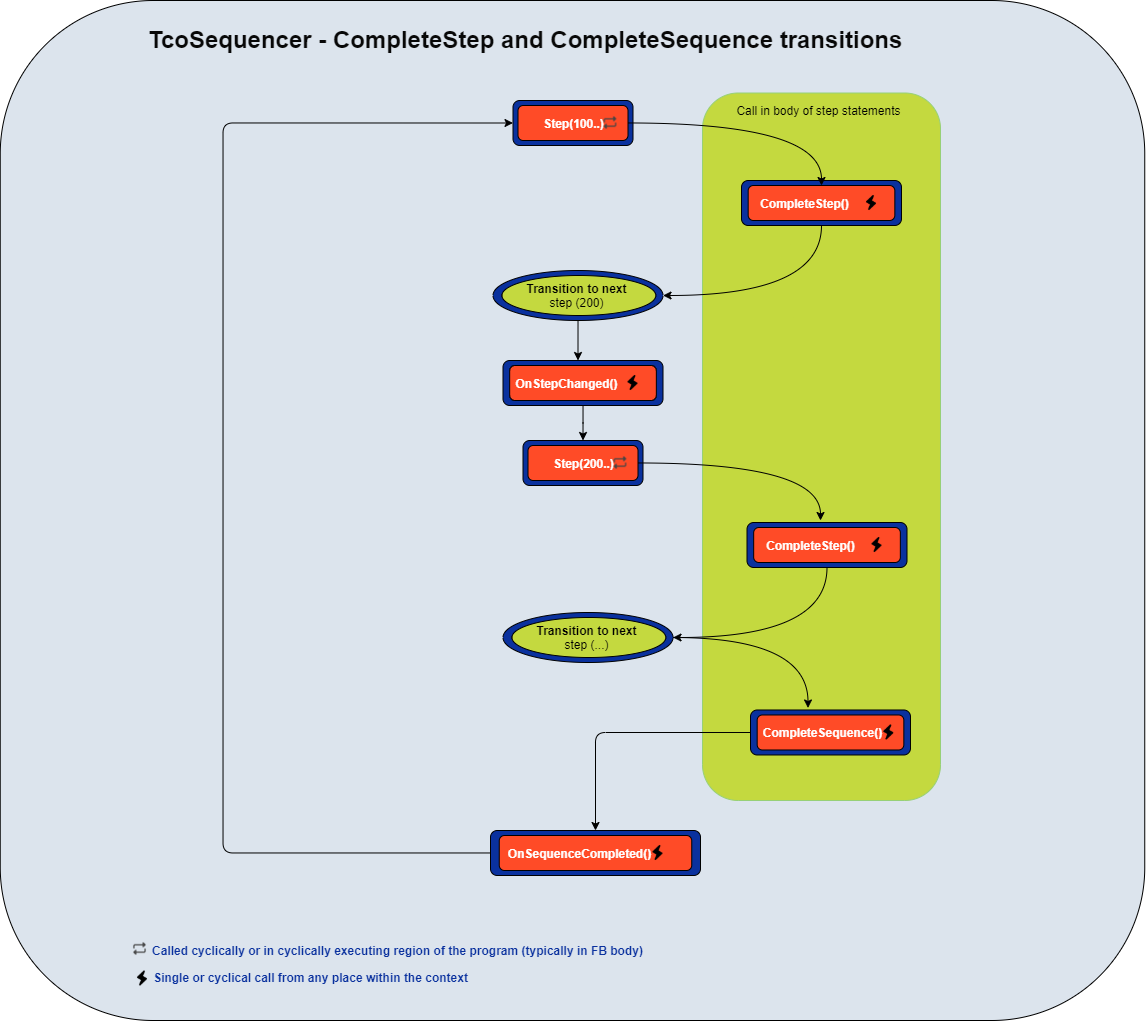 TcoSequencer - CompleteStep and CompleteSequence transitions
Call in body of step statements
Step(100..)
CompleteStep()
Transition to next
step (200)
OnStepChanged()
Step(200..)
CompleteStep()
Transition to next
step (...)
CompleteSequence()
OnSequenceCompleted()
Called cyclically or in cyclically executing region of the program (typically in FB body)
Single or cyclical call from any place within the context